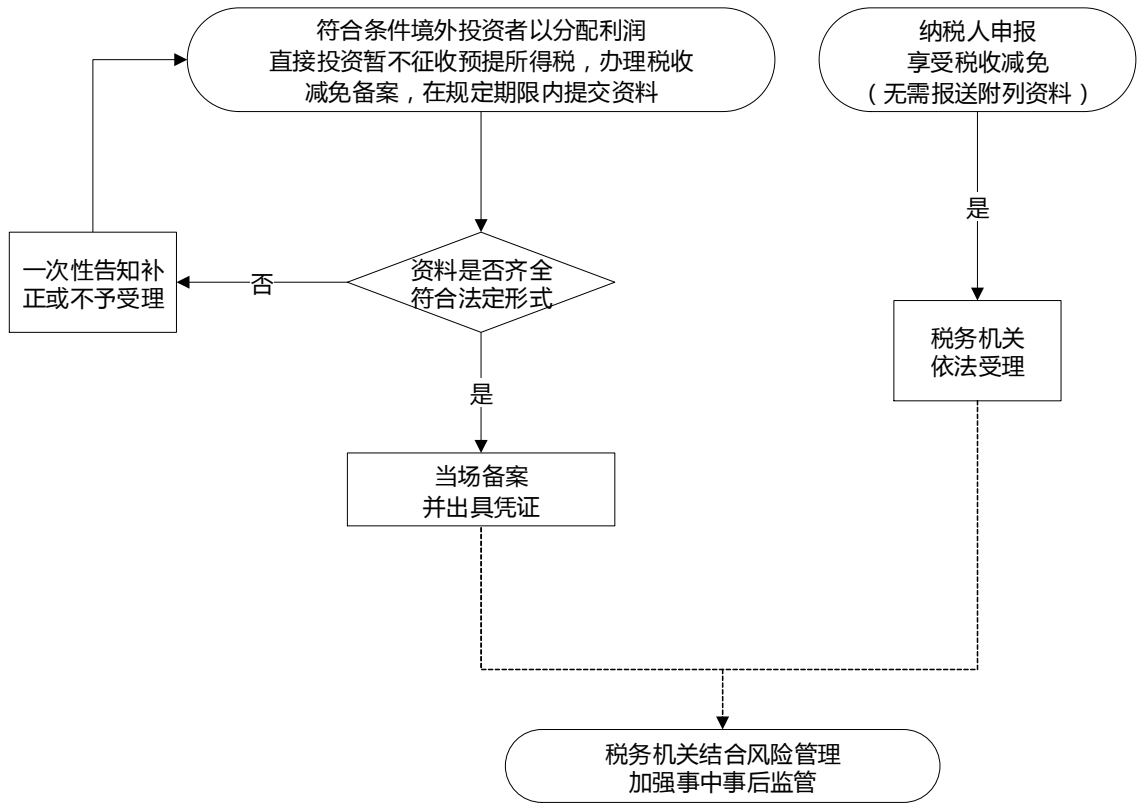 符合条件境外投资者以分配利润
直接投资暂不征收预提所得税，办理税收
减免备案，在规定期限内提交资料
纳税人申报
享受税收减免
（无需报送附列资料）
是
一次性告知补
正或不予受理
否
资料是否齐全
符合法定形式
税务机关
依法受理
是
当场备案
并出具凭证
税务机关结合风险管理
加强事中事后监管